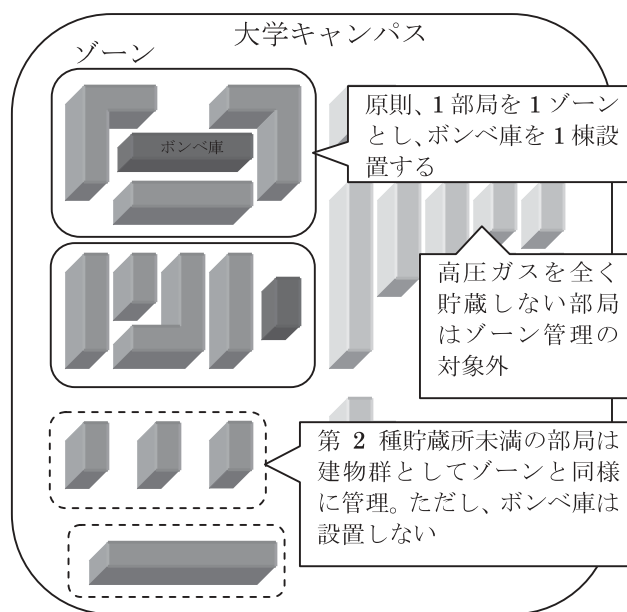 大学キャンパス
ゾーン
ボンベ庫
原則、1部局を1ゾーン
とし、ボンベ庫を1棟設
置する
高圧ガスを全く
貯蔵しない部局
はゾーン管理の
対象外
第 2 種貯蔵所未満の部局は
建物群としてゾーンと同様
に管理。ただし、ボンベ庫は
設置しない